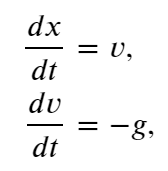 dx/dt = v,
dv/dt = −g,